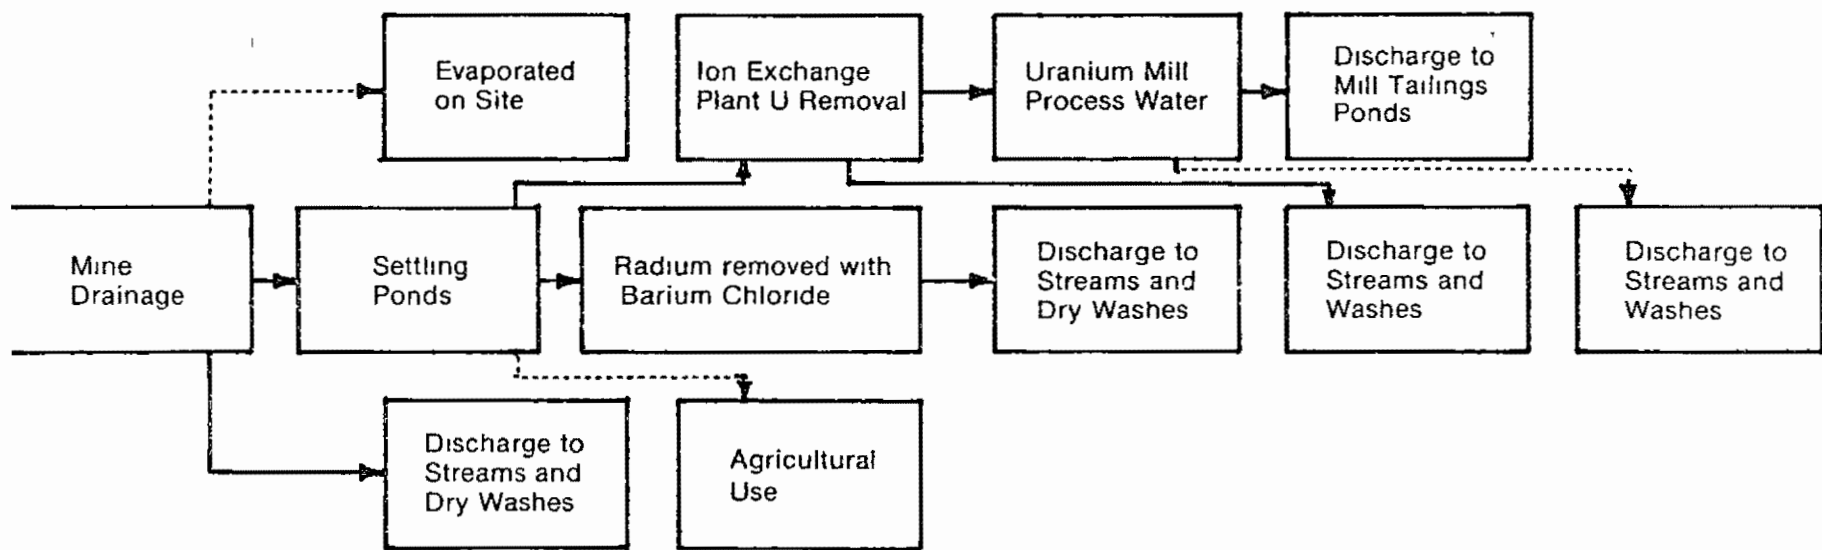 Evaporated
on Site
Ion Exchange
Plant U Removal
Uranium Mill
Process Water
Discharge to
Mill Tailings
Ponds
Mine
Drainage
Settling
Ponds
Radium removed with
Barium Chloride
Discharge to
Streams and
Dry Washes
Discharge to
Streams and
Washes
Discharge to
Streams and
Washes
Discharge to
Streams and
Dry Washes
Agricultural
Use